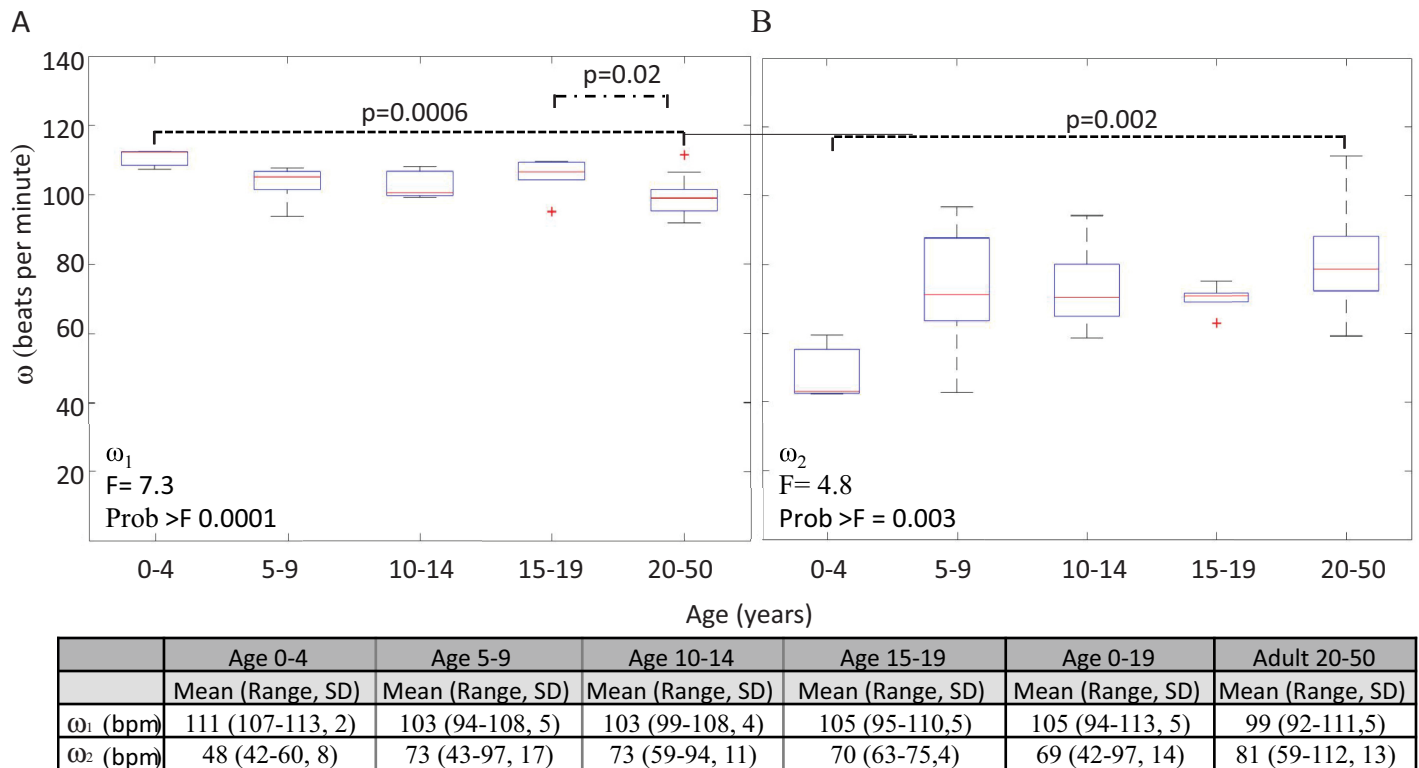 A
B
140
120
100
80
60
40
20
ω (beats per minute)
p=0.0006
p=0.02
p=0.002
ω1
F= 7.3
Prob >F 0.0001
ω2
F= 4.8
Prob >F = 0.003
0-4 5-9 10-14 15-19 20-50
0-4 5-9 10-14 15-19 20-50
Age (years)
Age 0-4 Age 5-9 Age 10-14 Age 15-19 Age 0-19 Adult 20-50
Mean (Range, SD) Mean (Range, SD) Mean (Range, SD) Mean (Range, SD) Mean (Range, SD) Mean (Range, SD)
ω1 (bpm) 111 (107-113, 2) 103 (94-108, 5) 103 (99-108, 4) 105 (95-110,5) 105 (94-113, 5) 99 (92-111,5)
ω2 (bpm) 48 (42-60, 8) 73 (43-97, 17) 73 (59-94, 11) 70 (63-75,4) 69 (42-97, 14) 81 (59-112, 13)